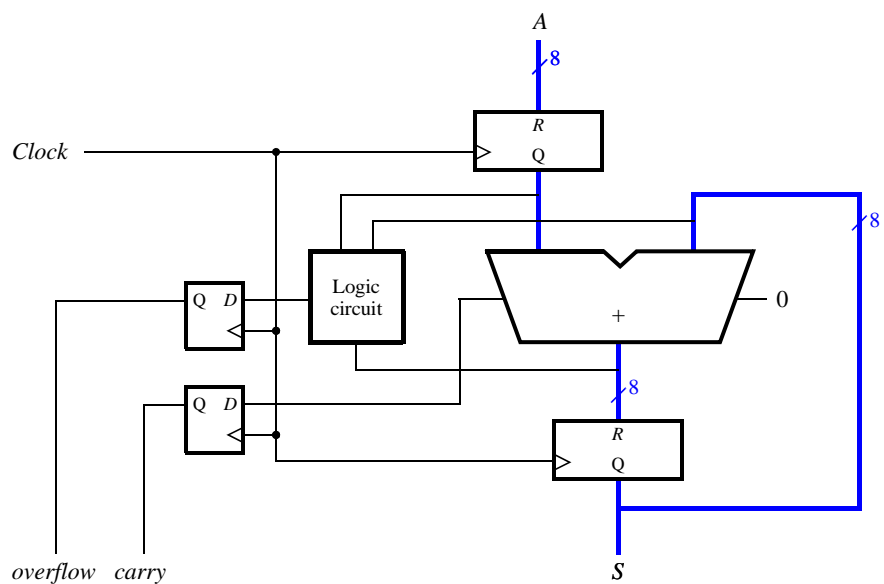 A
8
R
Clock
Q
8
Logic
circuit
Q D
0
+
8
Q D
R
Q
overflow carry
S